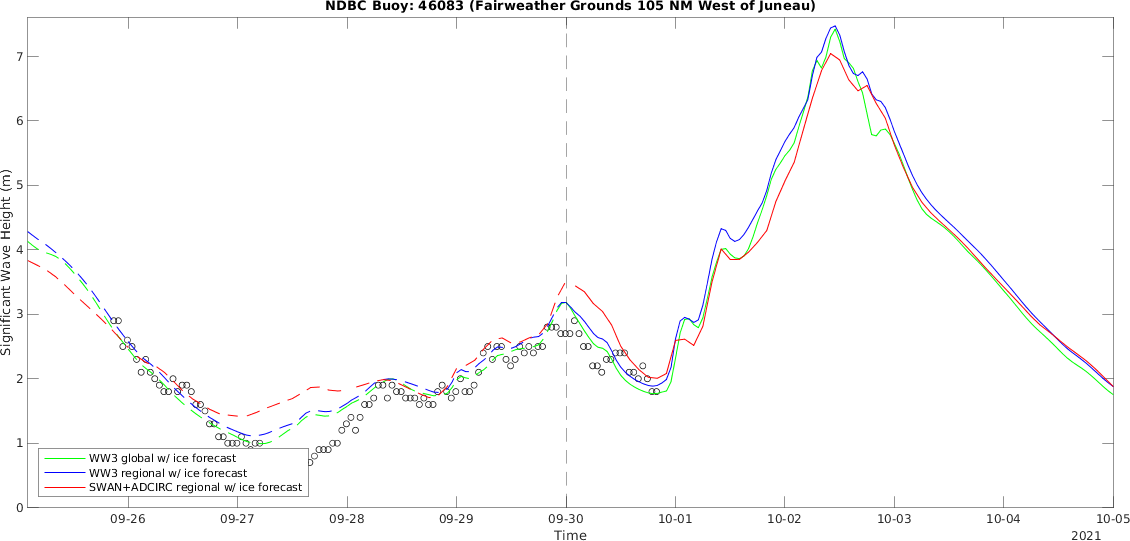 NDBC Buoy: 46083 (Fairweather Grounds 105 NM West of Juneau)
Significant Wave Height (m)
7
6
5
4
3
2
1
0
WW3 global w/ ice forecast
WW3 regional w/ ice forecast
SWAN+ADCIRC regional w/ ice forecast
09-26 09-27 09-28 09-29 09-30 10-01 10-02 10-03 10-04 10-05
Time
2021